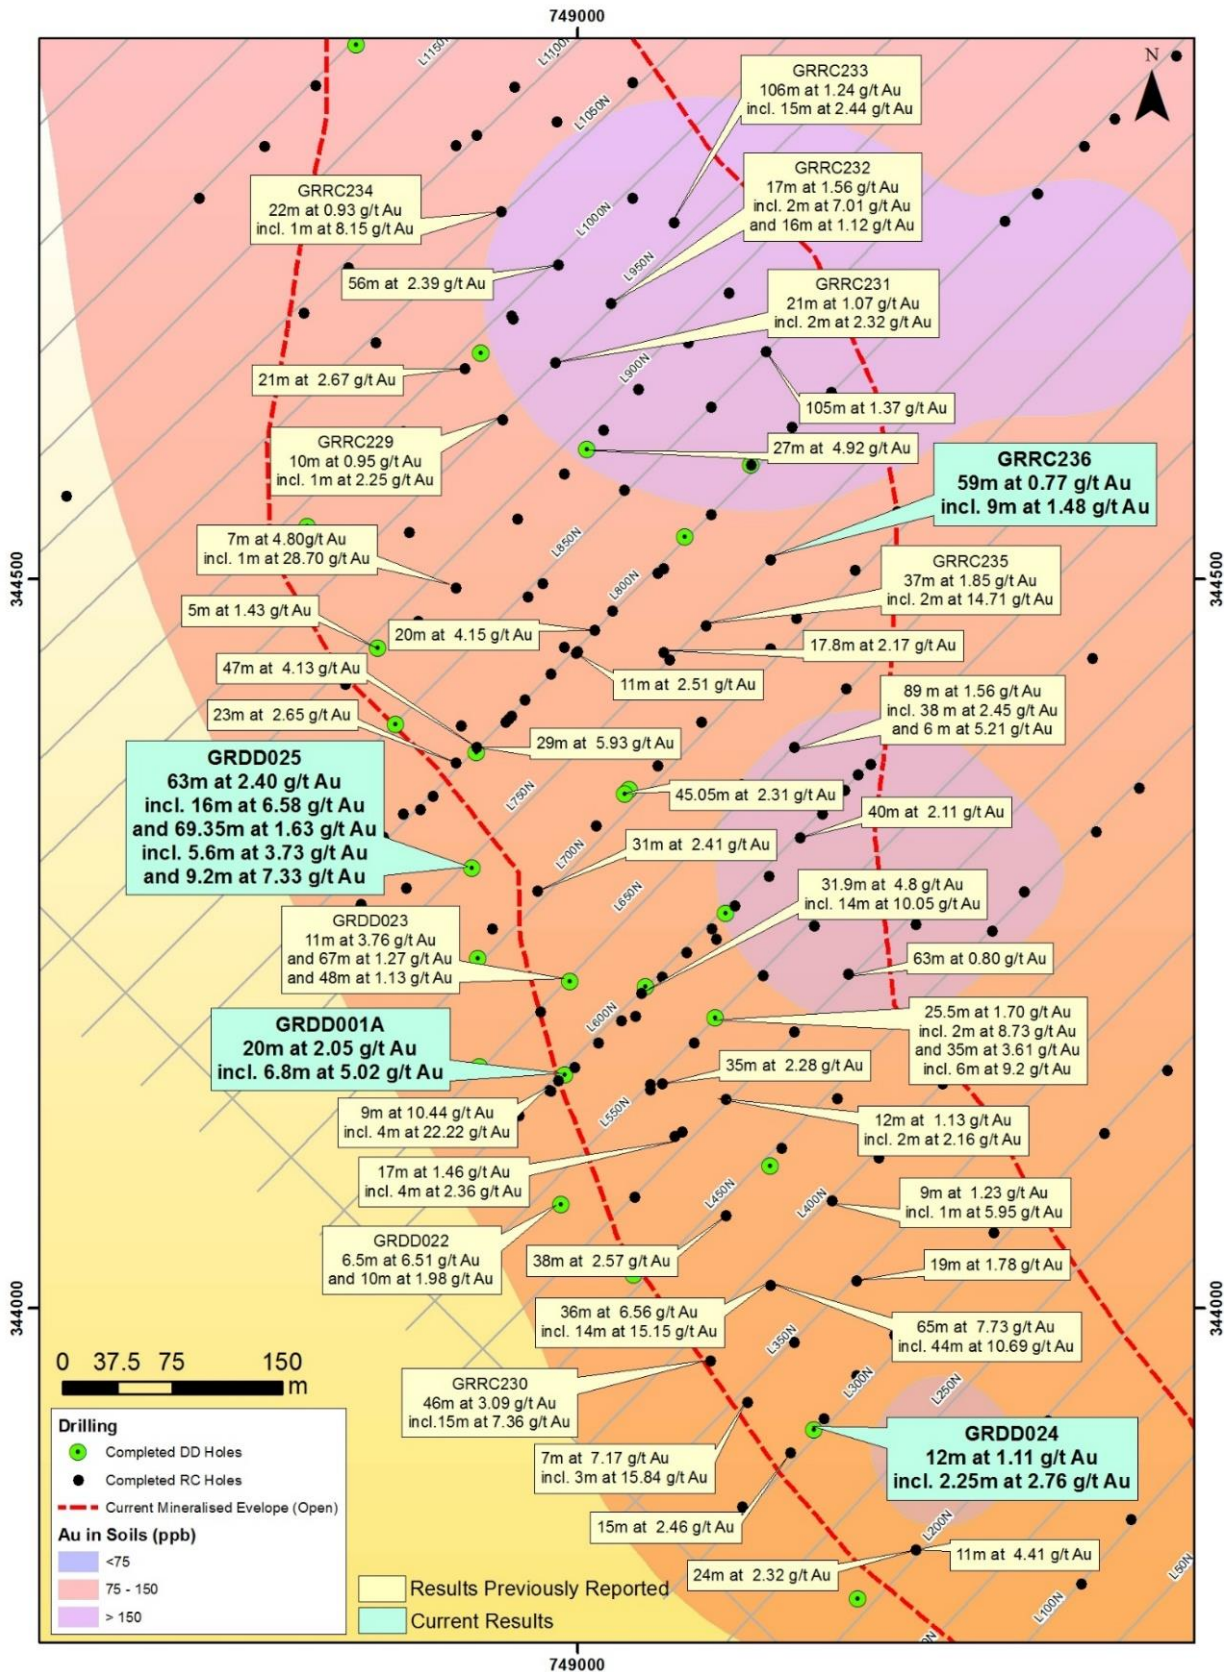 749000
L1150N
L1100N
N
GRRC233
106m at 1.24 g/t Au
incl. 15m at 2.44 g/t Au
L1050N
GRRC232
17m at 1.56 g/t Au
incl. 2m at 7.01 g/t Au
and 16m at 1.12 g/t Au
GRRC234
22m at 0.93 g/t Au
incl. 1m at 8.15 g/t Au
L1000N
L950N
56m at 2.39 g/t Au
GRRC231
21m at 1.07 g/t Au
incl. 2m at 2.32 g/t Au
21m at 2.67 g/t Au
L900N
105m at 1.37 g/t Au
GRRC229
10m at 0.95 g/t Au
incl. 1m at 2.25 g/t Au
27m at 4.92 g/t Au
GRRC236
59m at 0.77 g/t Au
incl. 9m at 1.48 g/t Au
7m at 4.80g/t Au
incl. 1m at 28.70 g/t Au
L850N
344500
344500
L800N
GRRC235
37m at 1.85 g/t Au
incl. 2m at 14.71 g/t Au
5m at 1.43 g/t Au
20m at 4.15 g/t Au
17.8m at 2.17 g/t Au
47m at 4.13 g/t Au
11m at 2.51 g/t Au
23m at 2.65 g/t Au
89 m at 1.56 g/t Au
incl. 38 m at 2.45 g/t Au
and 6 m at 5.21 g/t Au
29m at 5.93 g/t Au
GRDD025
63m at 2.40 g/t Au
incl. 16m at 6.58 g/t Au
and 69.35m at 1.63 g/t Au
incl. 5.6m at 3.73 g/t Au
and 9.2m at 7.33 g/t Au
L750N
45.05m at 2.31 g/t Au
40m at 2.11 g/t Au
L700N
31m at 2.41 g/t Au
L650N
31.9m at 4.8 g/t Au
incl. 14m at 10.05 g/t Au
GRDD023
11m at 3.76 g/t Au
and 67m at 1.27 g/t Au
and 48m at 1.13 g/t Au
63m at 0.80 g/t Au
GRDD001A
20m at 2.05 g/t Au
incl. 6.8m at 5.02 g/t Au
L600N
25.5m at 1.70 g/t Au
incl. 2m at 8.73 g/t Au
and 35m at 3.61 g/t Au
incl. 6m at 9.2 g/t Au
35m at 2.28 g/t Au
9m at 10.44 g/t Au
incl. 4m at 22.22 g/t Au
L550N
12m at 1.13 g/t Au
incl. 2m at 2.16 g/t Au
17m at 1.46 g/t Au
incl. 4m at 2.36 g/t Au
L450N
L400N
9m at 1.23 g/t Au
incl. 1m at 5.95 g/t Au
GRDD022
6.5m at 6.51 g/t Au
and 10m at 1.98 g/t Au
38m at 2.57 g/t Au
19m at 1.78 g/t Au
344000
344000
36m at 6.56 g/t Au
incl. 14m at 15.15 g/t Au
65m at 7.73 g/t Au
incl. 44m at 10.69 g/t Au
L350N
0 37.5 75 150
m
GRRC230
46m at 3.09 g/t Au
incl.15m at 7.36 g/t Au
L300N
L250N
GRDD024
12m at 1.11 g/t Au
incl. 2.25m at 2.76 g/t Au
7m at 7.17 g/t Au
incl. 3m at 15.84 g/t Au
15m at 2.46 g/t Au
L200N
11m at 4.41 g/t Au
24m at 2.32 g/t Au
L50N
L100N
Drilling
Completed DD Holes
Completed RC Holes
Current Mineralised Evelope (Open)
Au in Soils (ppb)
<75
75 - 150
> 150
Results Previously Reported
Current Results
749000